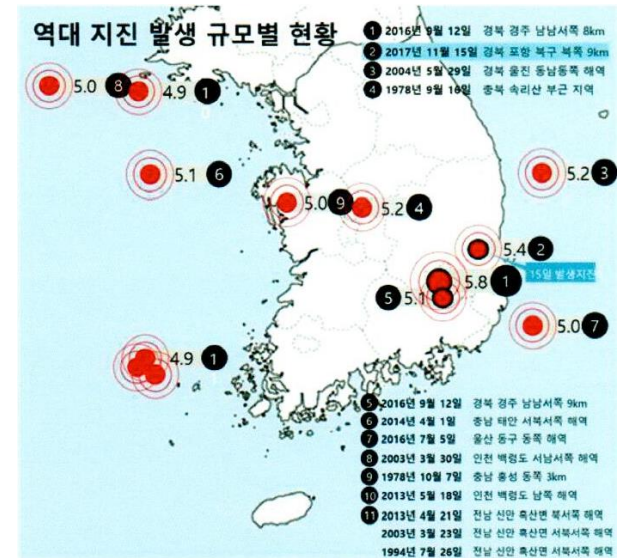 역대 지진 발생 규모별 현황
1 2016년 9월 12일 경북 경주 남남서쪽 8km
2 2017년 11월 15일 경북 포항 북구 북쪽 9km
3 2004년 5월 29일 경북 울진 동남동쪽 해역
4 1978년 9월 16일 충북 속리산 부근 지역
5.0 8
4.9 1
5.1 6
5.2 3
5.0 9
5.2 4
5.4 2
15일 발생지진
5.8 1
5 5.1
5.0 7
4.9 1
5 2016년 9월 12일 경북 경주 남남서쪽 9km
6 2014년 4월 1일 충남 태안 서북서쪽 해역
7 2016년 7월 5일 울산 동구 동쪽 해역
8 2003년 3월 30일 인천 백령도 서남서쪽 해역
9 1978년 10월 7일 충남 홍성 동쪽 3km
10 2013년 5월 18일 인천 백령도 남쪽 해역
11 2013년 4월 21일 전남 신안 흑산면 북서쪽 해역
2003년 3월 23일 전남 신안 흑산면 서북서쪽 해역
1994년 7월 26일 전남 신안 흑산면 서북서쪽 해역